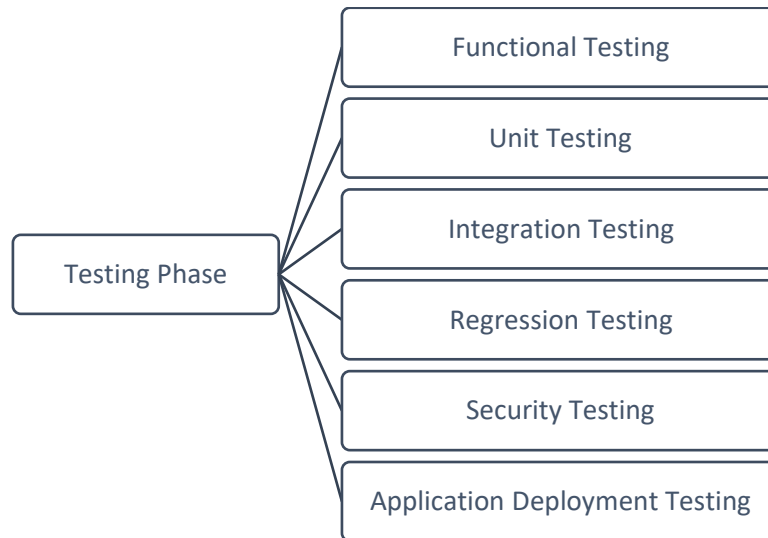 Functional Testing
Unit Testing
Integration Testing
Testing Phase
Regression Testing
Security Testing
Application Deployment Testing